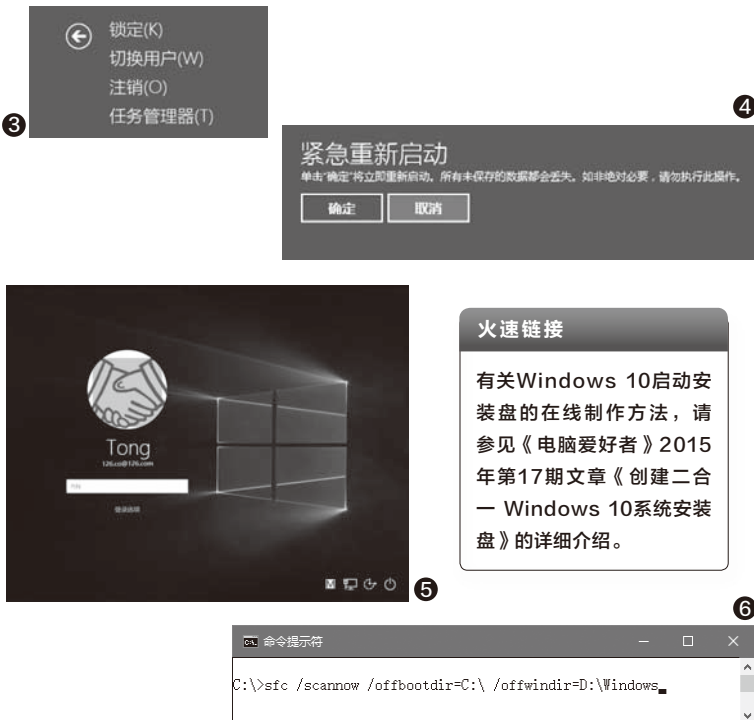 锁定(K)
切换用户(W)
注销(O)
任务管理器(T)
❸
❹
紧急重新启动
单击“确定”将立即重新启动。所有未保存的数据都会丢失。如非绝对必要，请勿执行此操作。
确定 取消
Tong
126.co@126.com
登录选项
❺
火速链接
有关Windows 10启动安
装盘的在线制作方法，请
参见《电脑爱好者》2015
年第17期文章《创建二合
一 Windows 10系统安装
盘》的详细介绍。
❻
命令提示符
C:\>sfc /scannow /offbootdir=C:\ /offwindir=D:\Windows